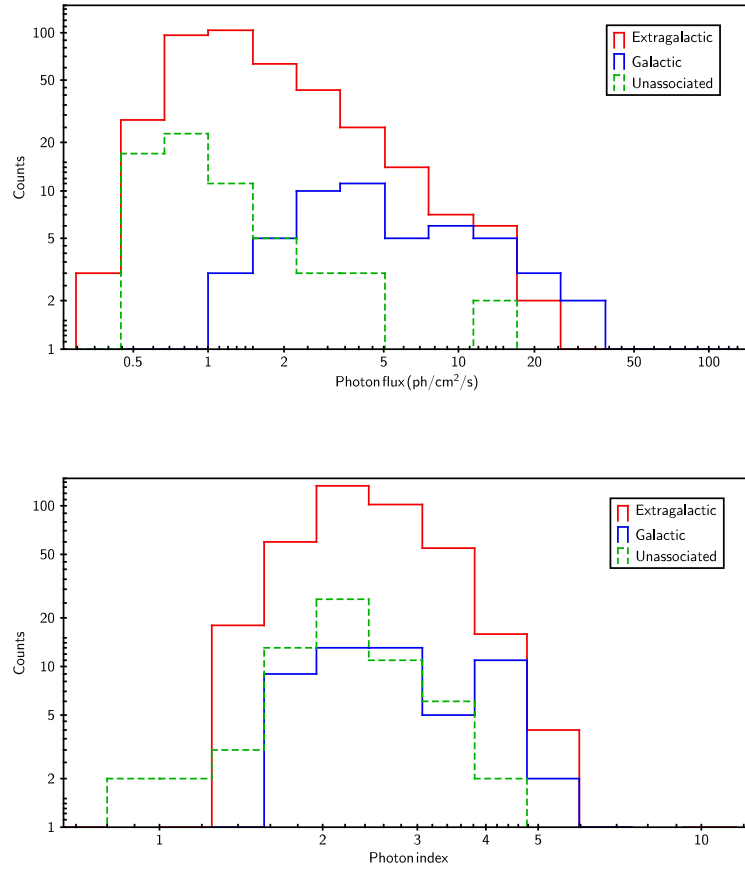 100
50
20
10
5
2
1
Counts
0.5 1 2 5 10 20 50 100
Photon flux (ph/cm²/s)
Extragalactic
Galactic
Unassociated
100
50
20
10
5
2
1
Counts
1 2 3 4 5 10
Photon index
Extragalactic
Galactic
Unassociated